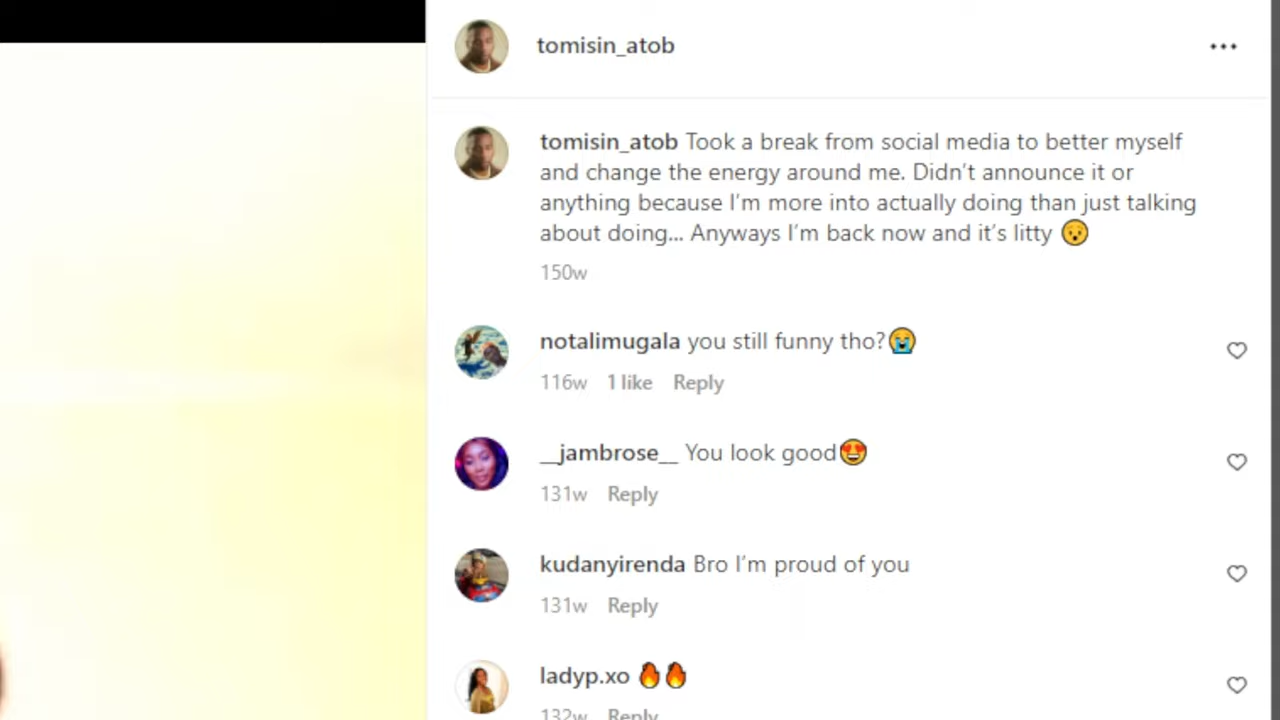 tomisin_atob
tomisin_atob Took a break from social media to better myself
and change the energy around me. Didn’t announce it or
anything because I’m more into actually doing than just talking
about doing... Anyways I’m back now and it’s litty 😯
150w
notalimugala you still funny tho?😭
116w 1 like Reply
__jambrose__ You look good😍
131w Reply
kudanyirenda Bro I’m proud of you
131w Reply
ladyp.xo 🔥🔥
132w Reply